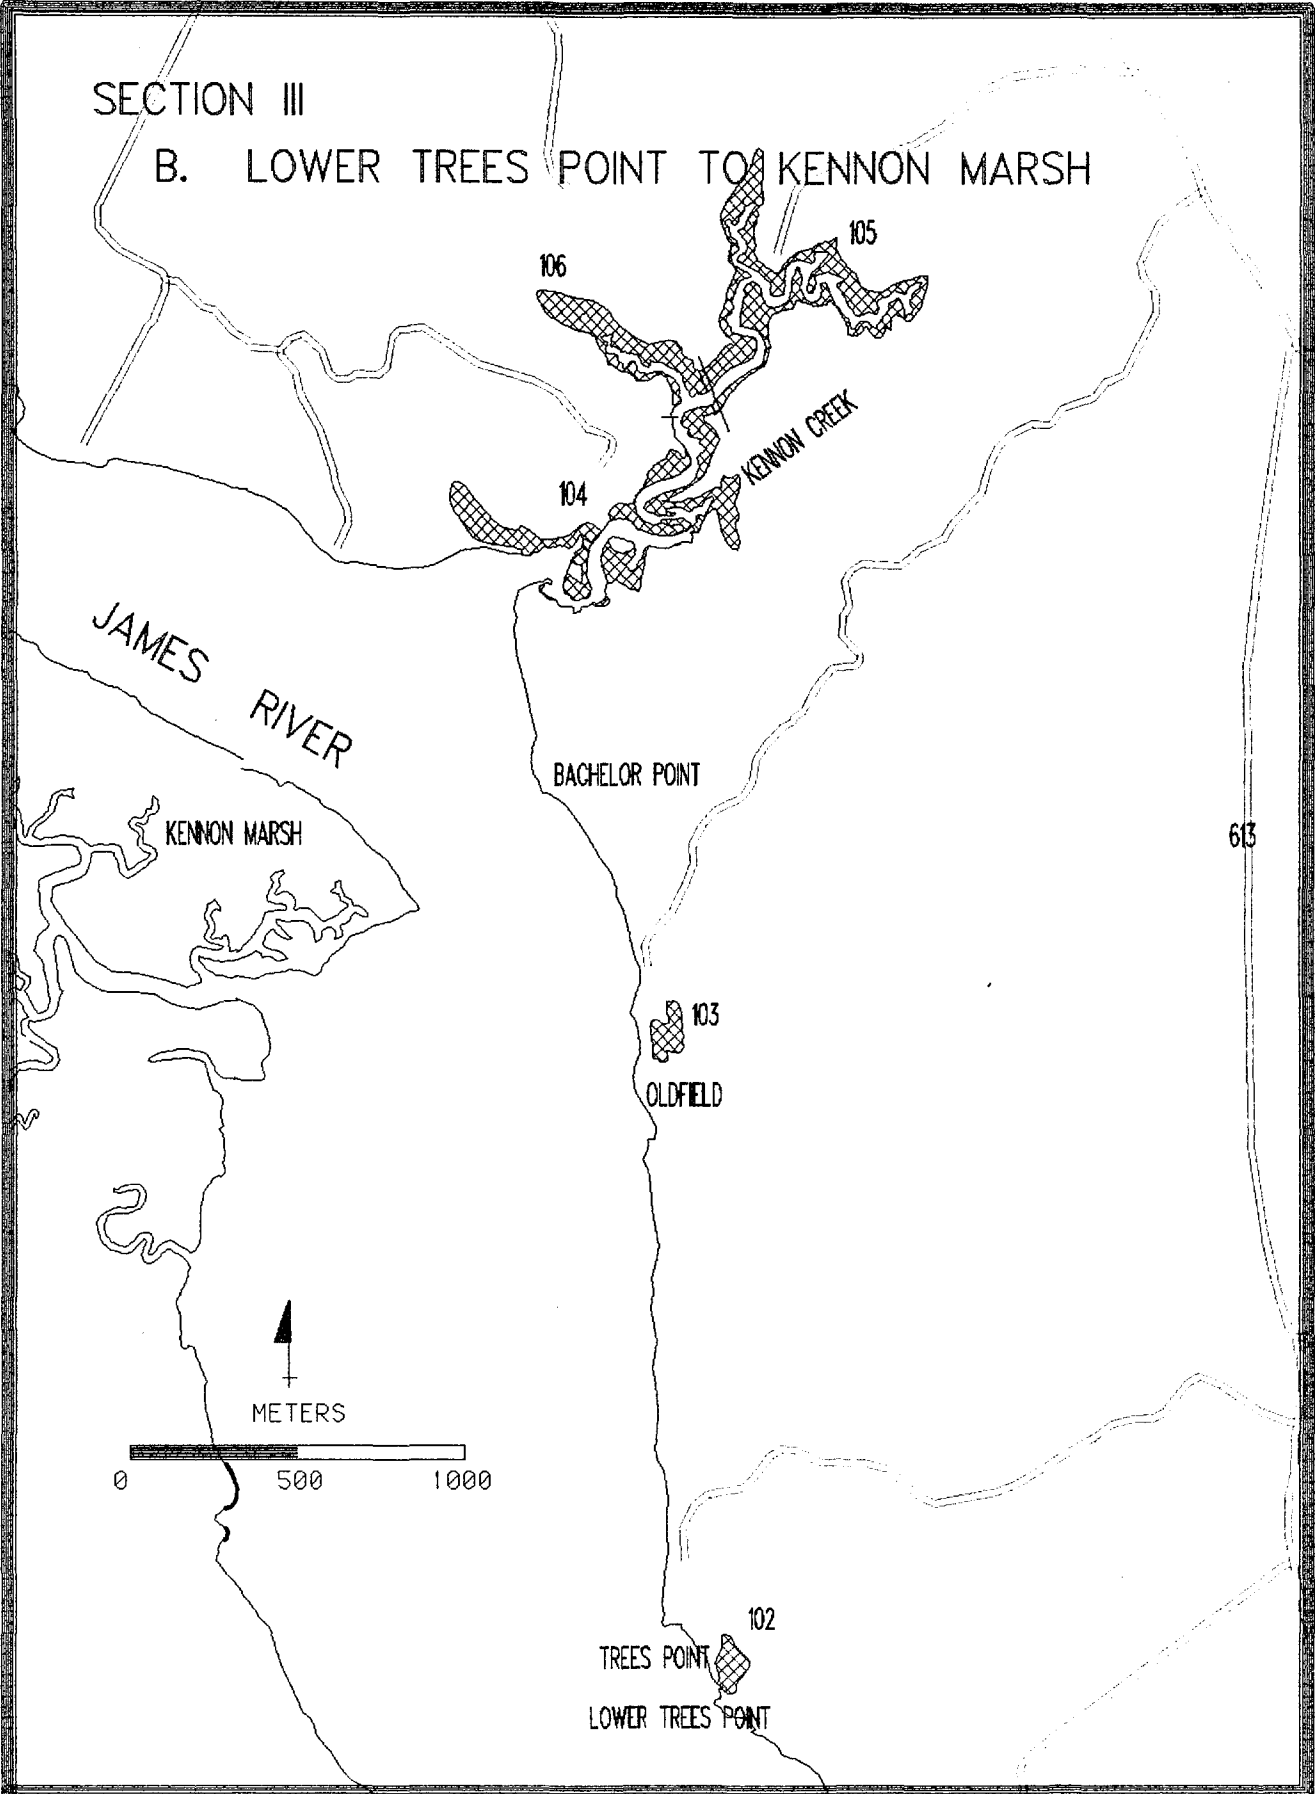 SECTION III
B. LOWER TREES POINT TO KENNON MARSH
105
106
KENNON CREEK
104
JAMES RIVER
BACHELOR POINT
KENNON MARSH
613
103
OLDFIELD
METERS
0 500 1000
102
TREES POINT
LOWER TREES POINT